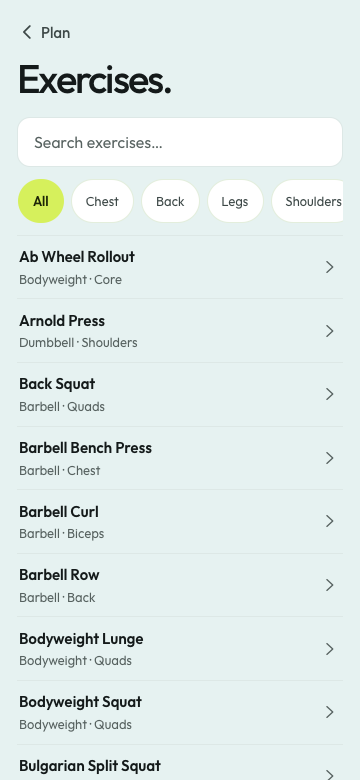 Plan
Exercises.
Search exercises...
All Chest Back Legs Shoulders
Ab Wheel Rollout
Bodyweight · Core
Arnold Press
Dumbbell · Shoulders
Back Squat
Barbell · Quads
Barbell Bench Press
Barbell · Chest
Barbell Curl
Barbell · Biceps
Barbell Row
Barbell · Back
Bodyweight Lunge
Bodyweight · Quads
Bodyweight Squat
Bodyweight · Quads
Bulgarian Split Squat